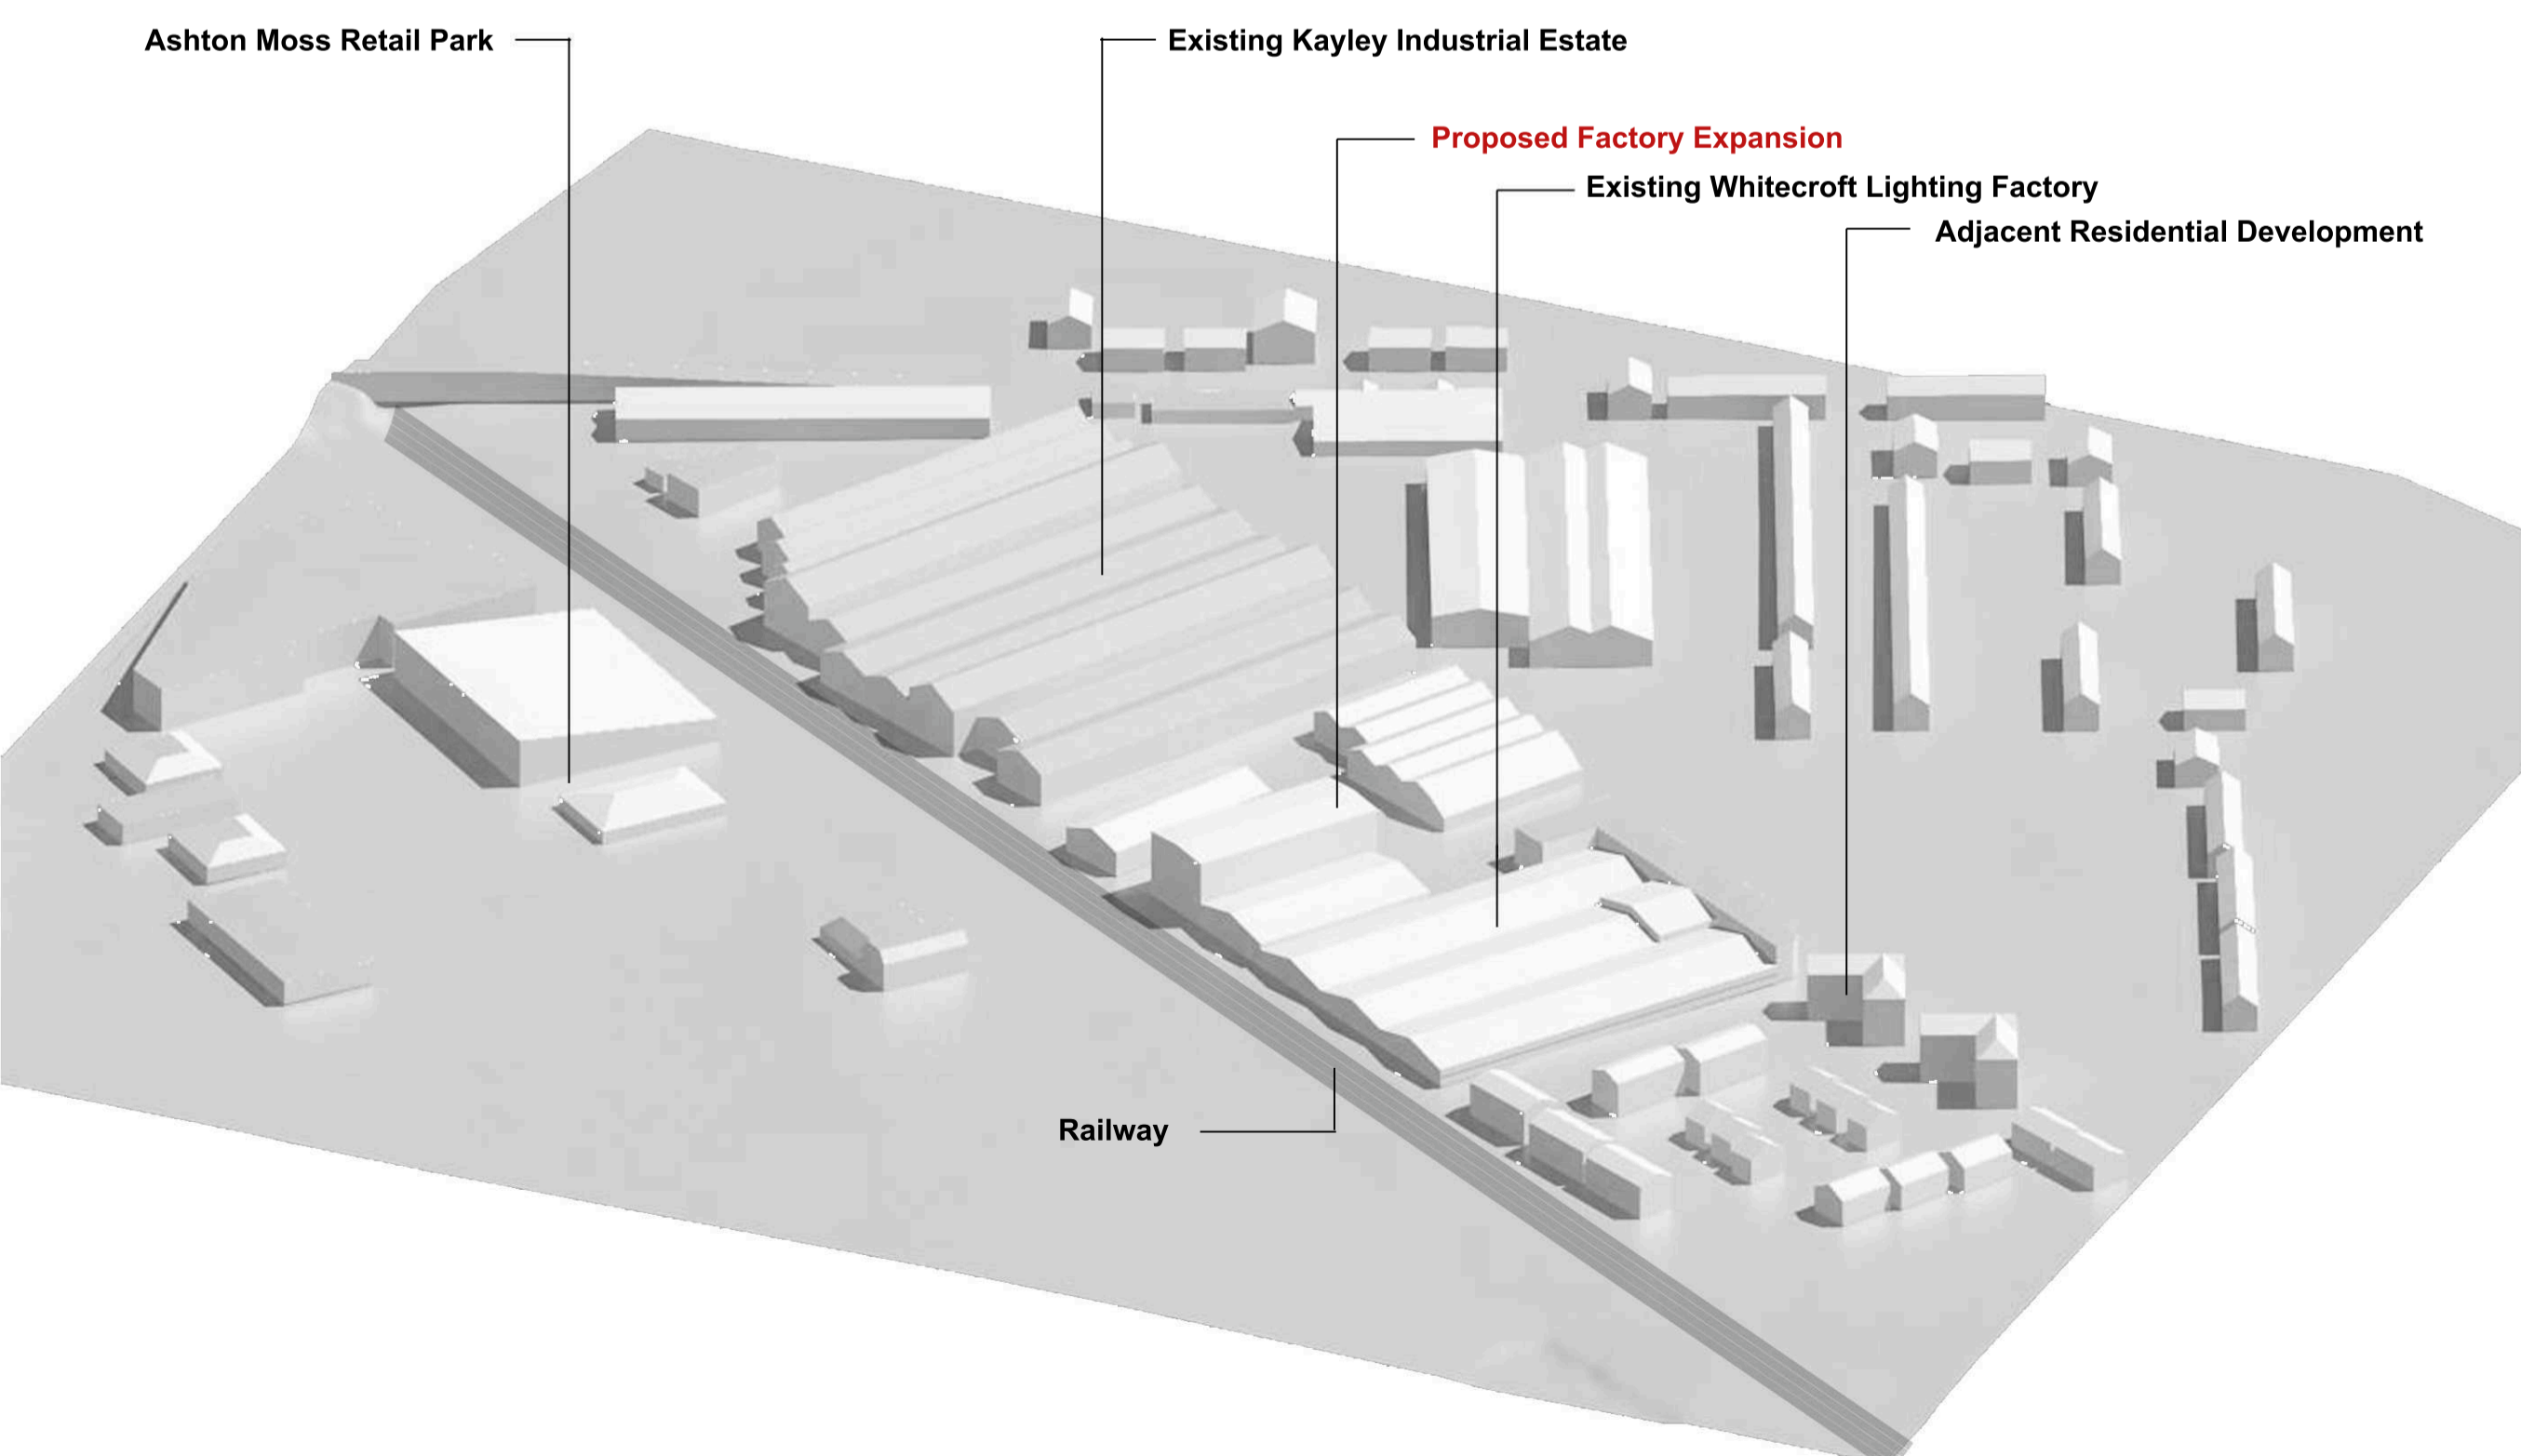 Ashton Moss Retail Park
Existing Kayley Industrial Estate
Proposed Factory Expansion
Existing Whitecroft Lighting Factory
Adjacent Residential Development
Railway